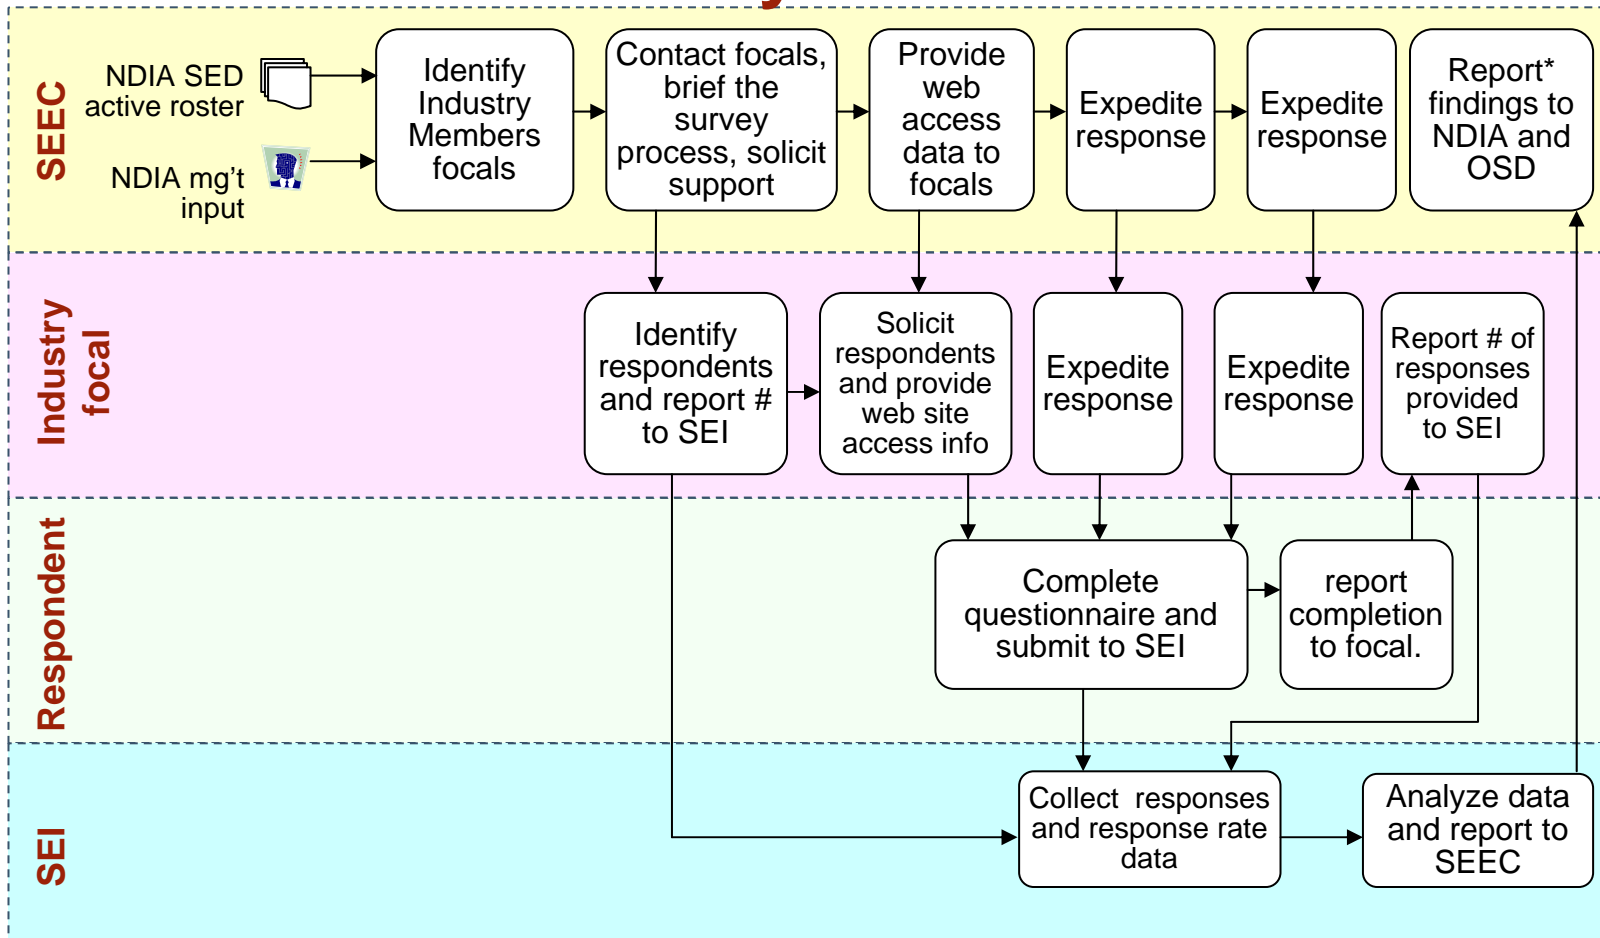 SEEC
NDIA SED
active roster
NDIA mg't
input
Identify
Industry
Members
focals
Contact focals,
brief the
survey
process, solicit
support
Provide
web
access
data to
focals
Expedite
response
Expedite
response
Report*
findings to
NDIA and
OSD
Industry
focal
Identify
respondents
and report #
to SEI
Solicit
respondents
and provide
web site
access info
Expedite
response
Expedite
response
Report # of
responses
provided
to SEI
Respondent
Complete
questionnaire and
submit to SEI
report
completion
to focal.
SEI
Collect responses
and response rate
data
Analyze data
and report to
SEEC